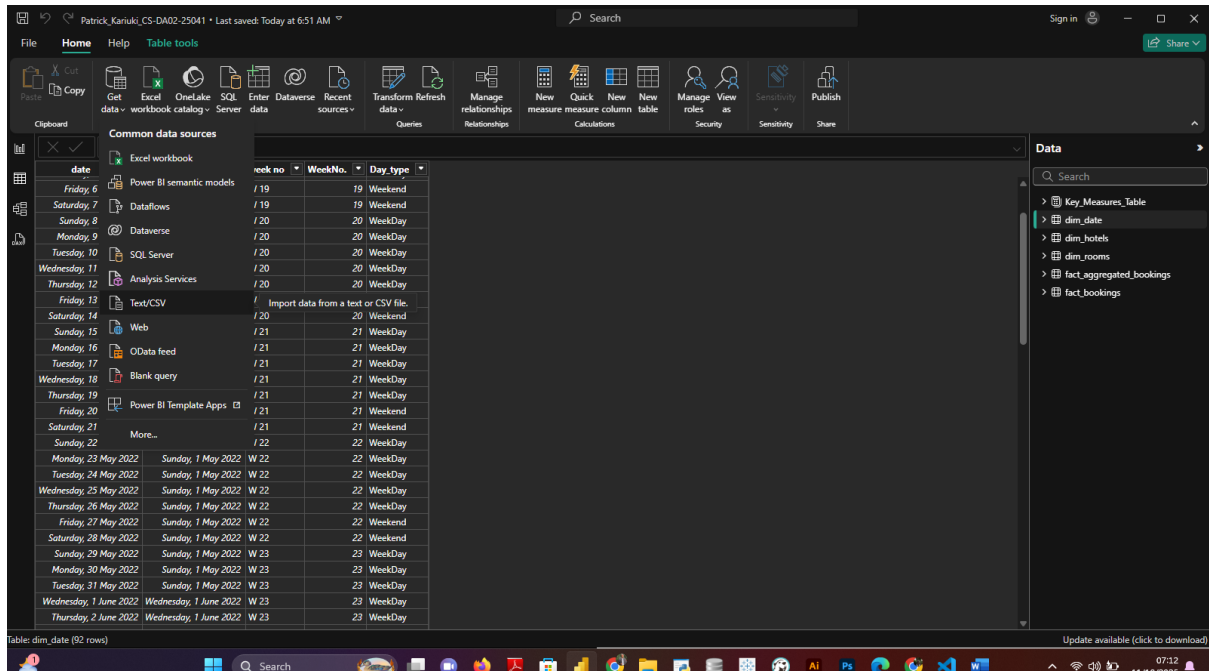 Patrick_Kariuki_CS-DA02-25041 • Last saved: Today at 6:51 AM
Search
Sign in
File Home Help Table tools
Share
Paste
Cut
Copy
Clipboard
Get data
Excel workbook
OneLake catalog
SQL Server
Enter data
Dataverse
Recent sources
Transform data
Refresh
Queries
Manage relationships
Relationships
New measure
Quick measure
New column
New table
Calculations
Manage roles
View as
Security
Sensitivity
Sensitivity
Publish
Share
Common data sources
Excel workbook
Power BI semantic models
Dataflows
Dataverse
SQL Server
Analysis Services
Text/CSV
Import data from a text or CSV file.
Web
OData feed
Blank query
Power BI Template Apps
More...
date week no WeekNo. Day_type
Friday, 6 / 19 19 Weekend
Saturday, 7 / 19 19 Weekend
Sunday, 8 / 20 20 WeekDay
Monday, 9 / 20 20 WeekDay
Tuesday, 10 / 20 20 WeekDay
Wednesday, 11 / 20 20 WeekDay
Thursday, 12 / 20 20 WeekDay
Friday, 13
Saturday, 14 / 20 20 Weekend
Sunday, 15 / 21 21 WeekDay
Monday, 16 / 21 21 WeekDay
Tuesday, 17 / 21 21 WeekDay
Wednesday, 18 / 21 21 WeekDay
Thursday, 19 / 21 21 WeekDay
Friday, 20 / 21 21 Weekend
Saturday, 21 / 21 21 Weekend
Sunday, 22 / 22 22 WeekDay
Monday, 23 May 2022 Sunday, 1 May 2022 W 22 22 WeekDay
Tuesday, 24 May 2022 Sunday, 1 May 2022 W 22 22 WeekDay
Wednesday, 25 May 2022 Sunday, 1 May 2022 W 22 22 WeekDay
Thursday, 26 May 2022 Sunday, 1 May 2022 W 22 22 WeekDay
Friday, 27 May 2022 Sunday, 1 May 2022 W 22 22 Weekend
Saturday, 28 May 2022 Sunday, 1 May 2022 W 22 22 Weekend
Sunday, 29 May 2022 Sunday, 1 May 2022 W 23 23 WeekDay
Monday, 30 May 2022 Sunday, 1 May 2022 W 23 23 WeekDay
Tuesday, 31 May 2022 Sunday, 1 May 2022 W 23 23 WeekDay
Wednesday, 1 June 2022 Wednesday, 1 June 2022 W 23 23 WeekDay
Thursday, 2 June 2022 Wednesday, 1 June 2022 W 23 23 WeekDay
Data
Search
Key_Measures_Table
dim_date
dim_hotels
dim_rooms
fact_aggregated_bookings
fact_bookings
Table: dim_date (92 rows)
Update available (click to download)
Search
07:12